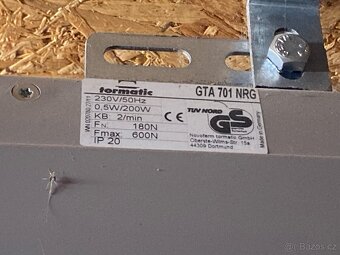 tormatic
GTA 701 NRG
230V/50Hz
0,5W/200W
KB 2/min
FN: 180N
Fmax: 600N
IP 20
TÜV NORD
CE
GS
Novoferm tormatic GmbH
Oberste-Wilms-Str. 15a
44309 Dortmund
Made in Germany